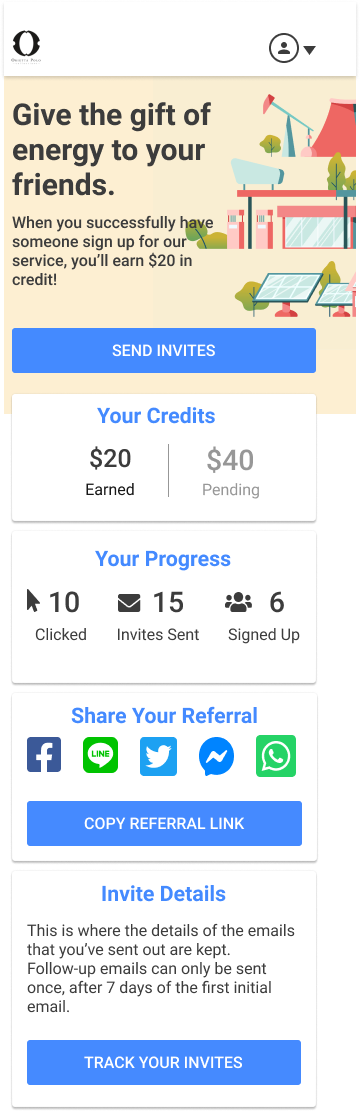 Give the gift of
energy to your
friends.
When you successfully have
someone sign up for our
service, you’ll earn $20 in
credit!
SEND INVITES
Your Credits
$20
$40
Earned
Pending
Your Progress
10
15
6
Clicked
Invites Sent
Signed Up
Share Your Referral
LINE
COPY REFERRAL LINK
Invite Details
This is where the details of the emails
that you’ve sent out are kept.
Follow-up emails can only be sent
once, after 7 days of the first initial
email.
TRACK YOUR INVITES